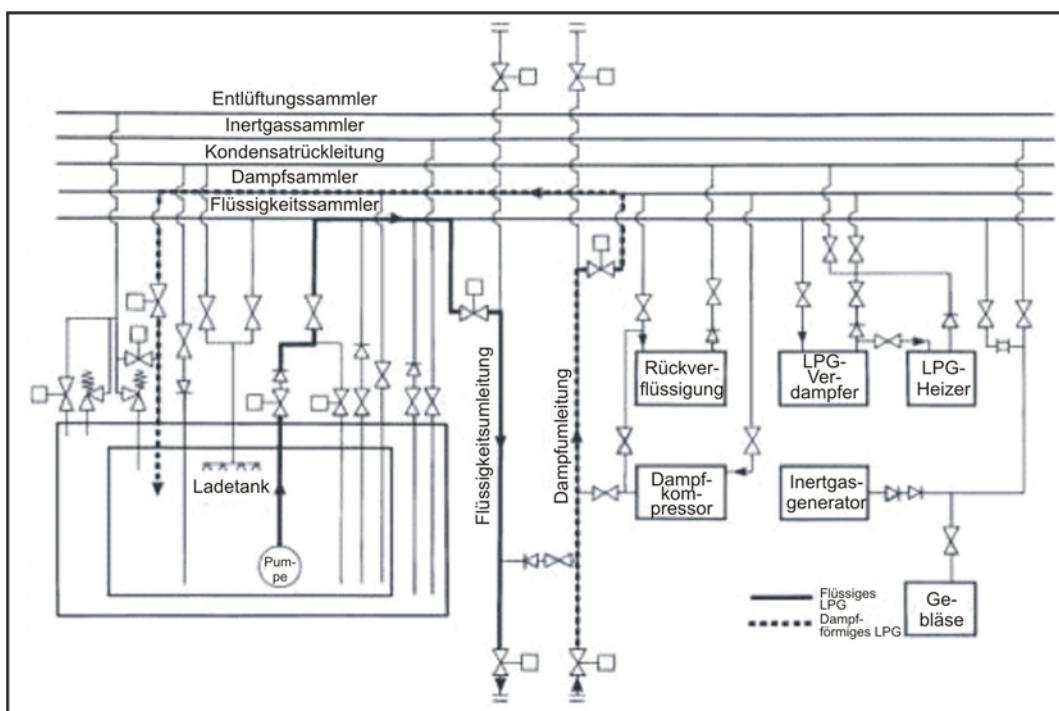 Entlüftungssammler
Inertgassammler
Kondensatrückleitung
Dampfsammler
Flüssigkeitssammler
Flüssigkeitsumleitung
Dampfumleitung
Rückver-
flüssigung
LPG-
Ver-
dampfer
LPG-
Heizer
Ladetank
Dampf-
kom-
pressor
Inertgas-
generator
Pum-
pe
Ge-
bläse
Flüssiges
LPG
Dampf-
förmiges LPG